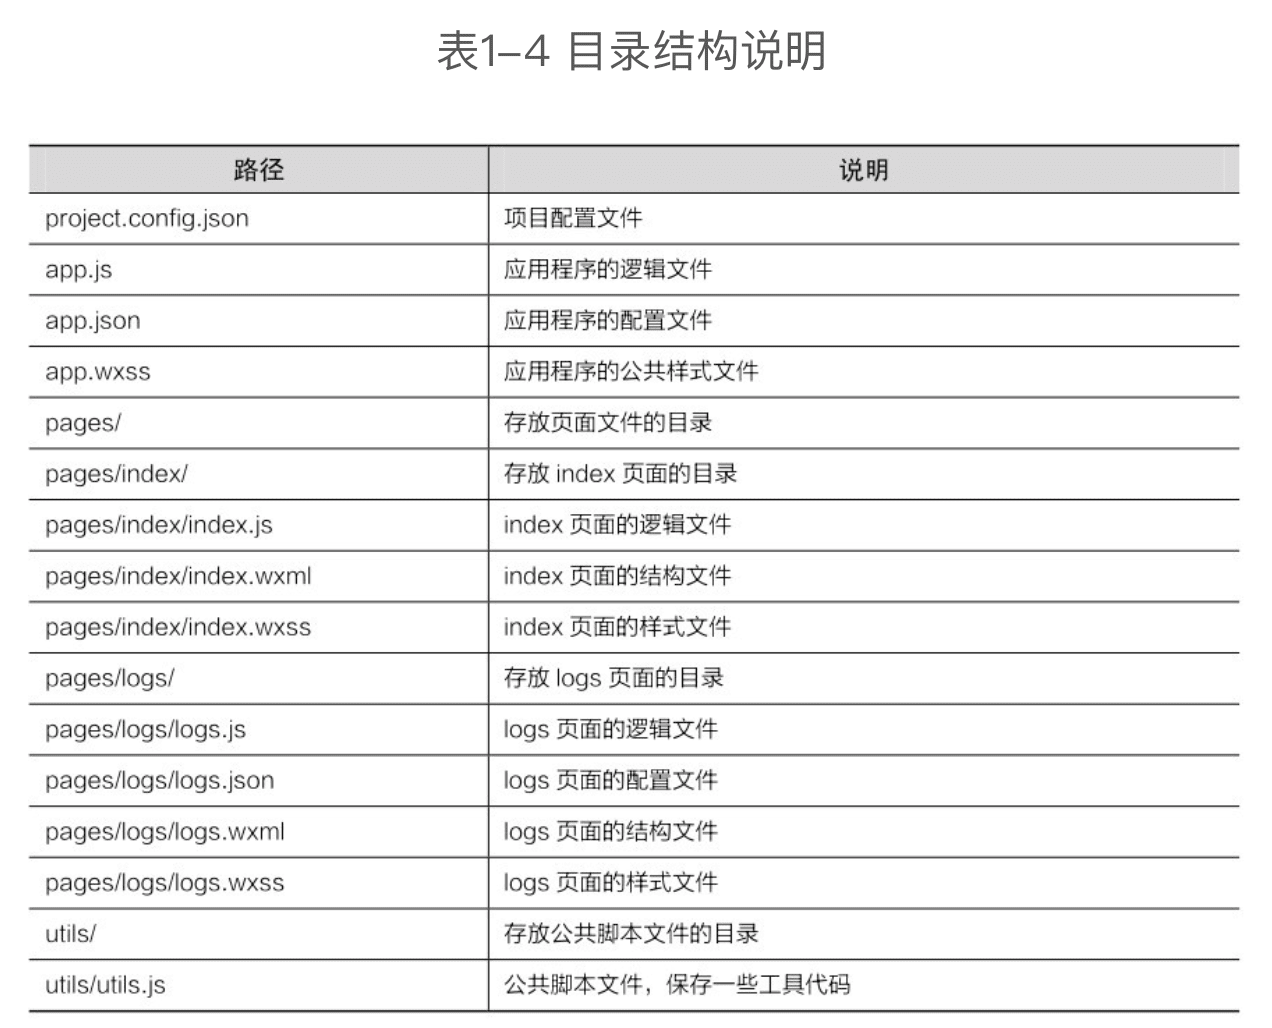 表1–4 目录结构说明
路径 说明
project.config.json 项目配置文件
app.js 应用程序的逻辑文件
app.json 应用程序的配置文件
app.wxss 应用程序的公共样式文件
pages/ 存放页面文件的目录
pages/index/ 存放 index 页面的目录
pages/index/index.js index 页面的逻辑文件
pages/index/index.wxml index 页面的结构文件
pages/index/index.wxss index 页面的样式文件
pages/logs/ 存放 logs 页面的目录
pages/logs/logs.js logs 页面的逻辑文件
pages/logs/logs.json logs 页面的配置文件
pages/logs/logs.wxml logs 页面的结构文件
pages/logs/logs.wxss logs 页面的样式文件
utils/ 存放公共脚本文件的目录
utils/utils.js 公共脚本文件，保存一些工具代码